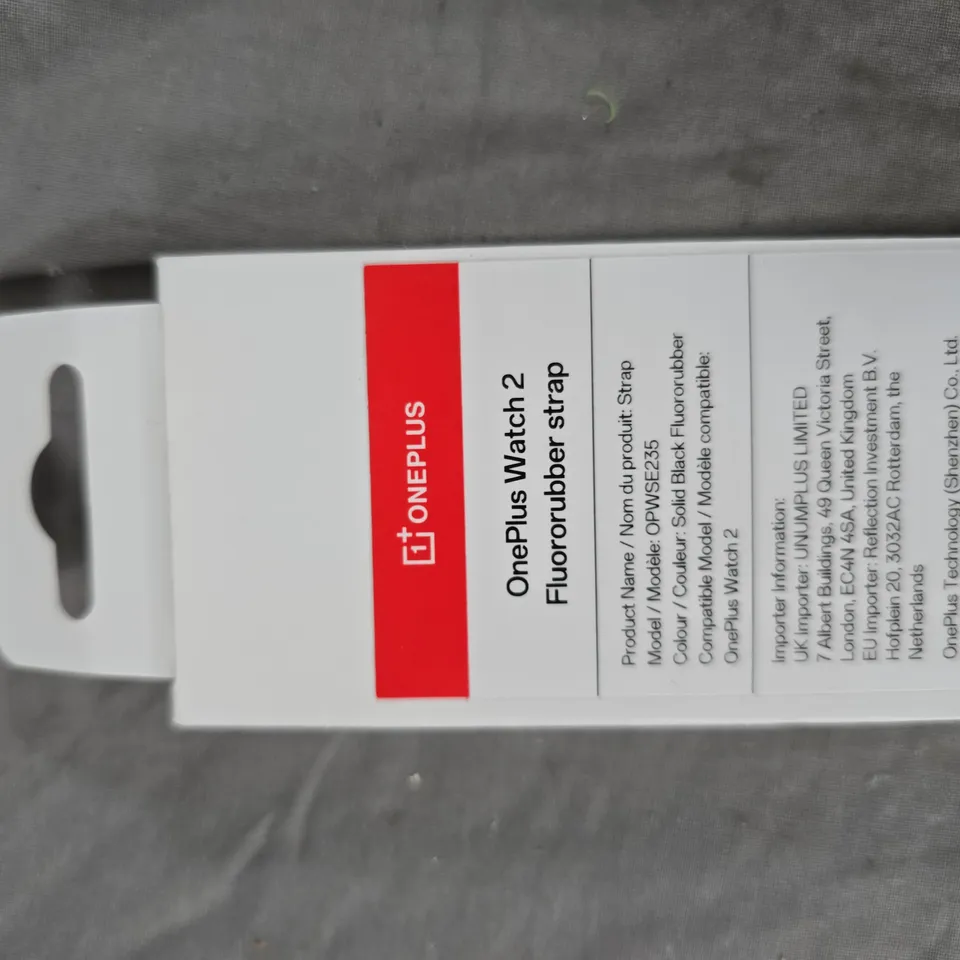 1+ ONEPLUS
OnePlus Watch 2
Fluororubber strap
Product Name / Nom du produit: Strap
Model / Modèle: OPWSE235
Colour / Couleur: Solid Black Fluororubber
Compatible Model / Modèle compatible:
OnePlus Watch 2
Importer Information:
UK Importer: UNUMPLUS LIMITED
7 Albert Buildings, 49 Queen Victoria Street,
London, EC4N 4SA, United Kingdom
EU Importer: Reflection Investment B.V.
Hofplein 20, 3032AC Rotterdam, the
Netherlands
OnePlus Technology (Shenzhen) Co., Ltd.